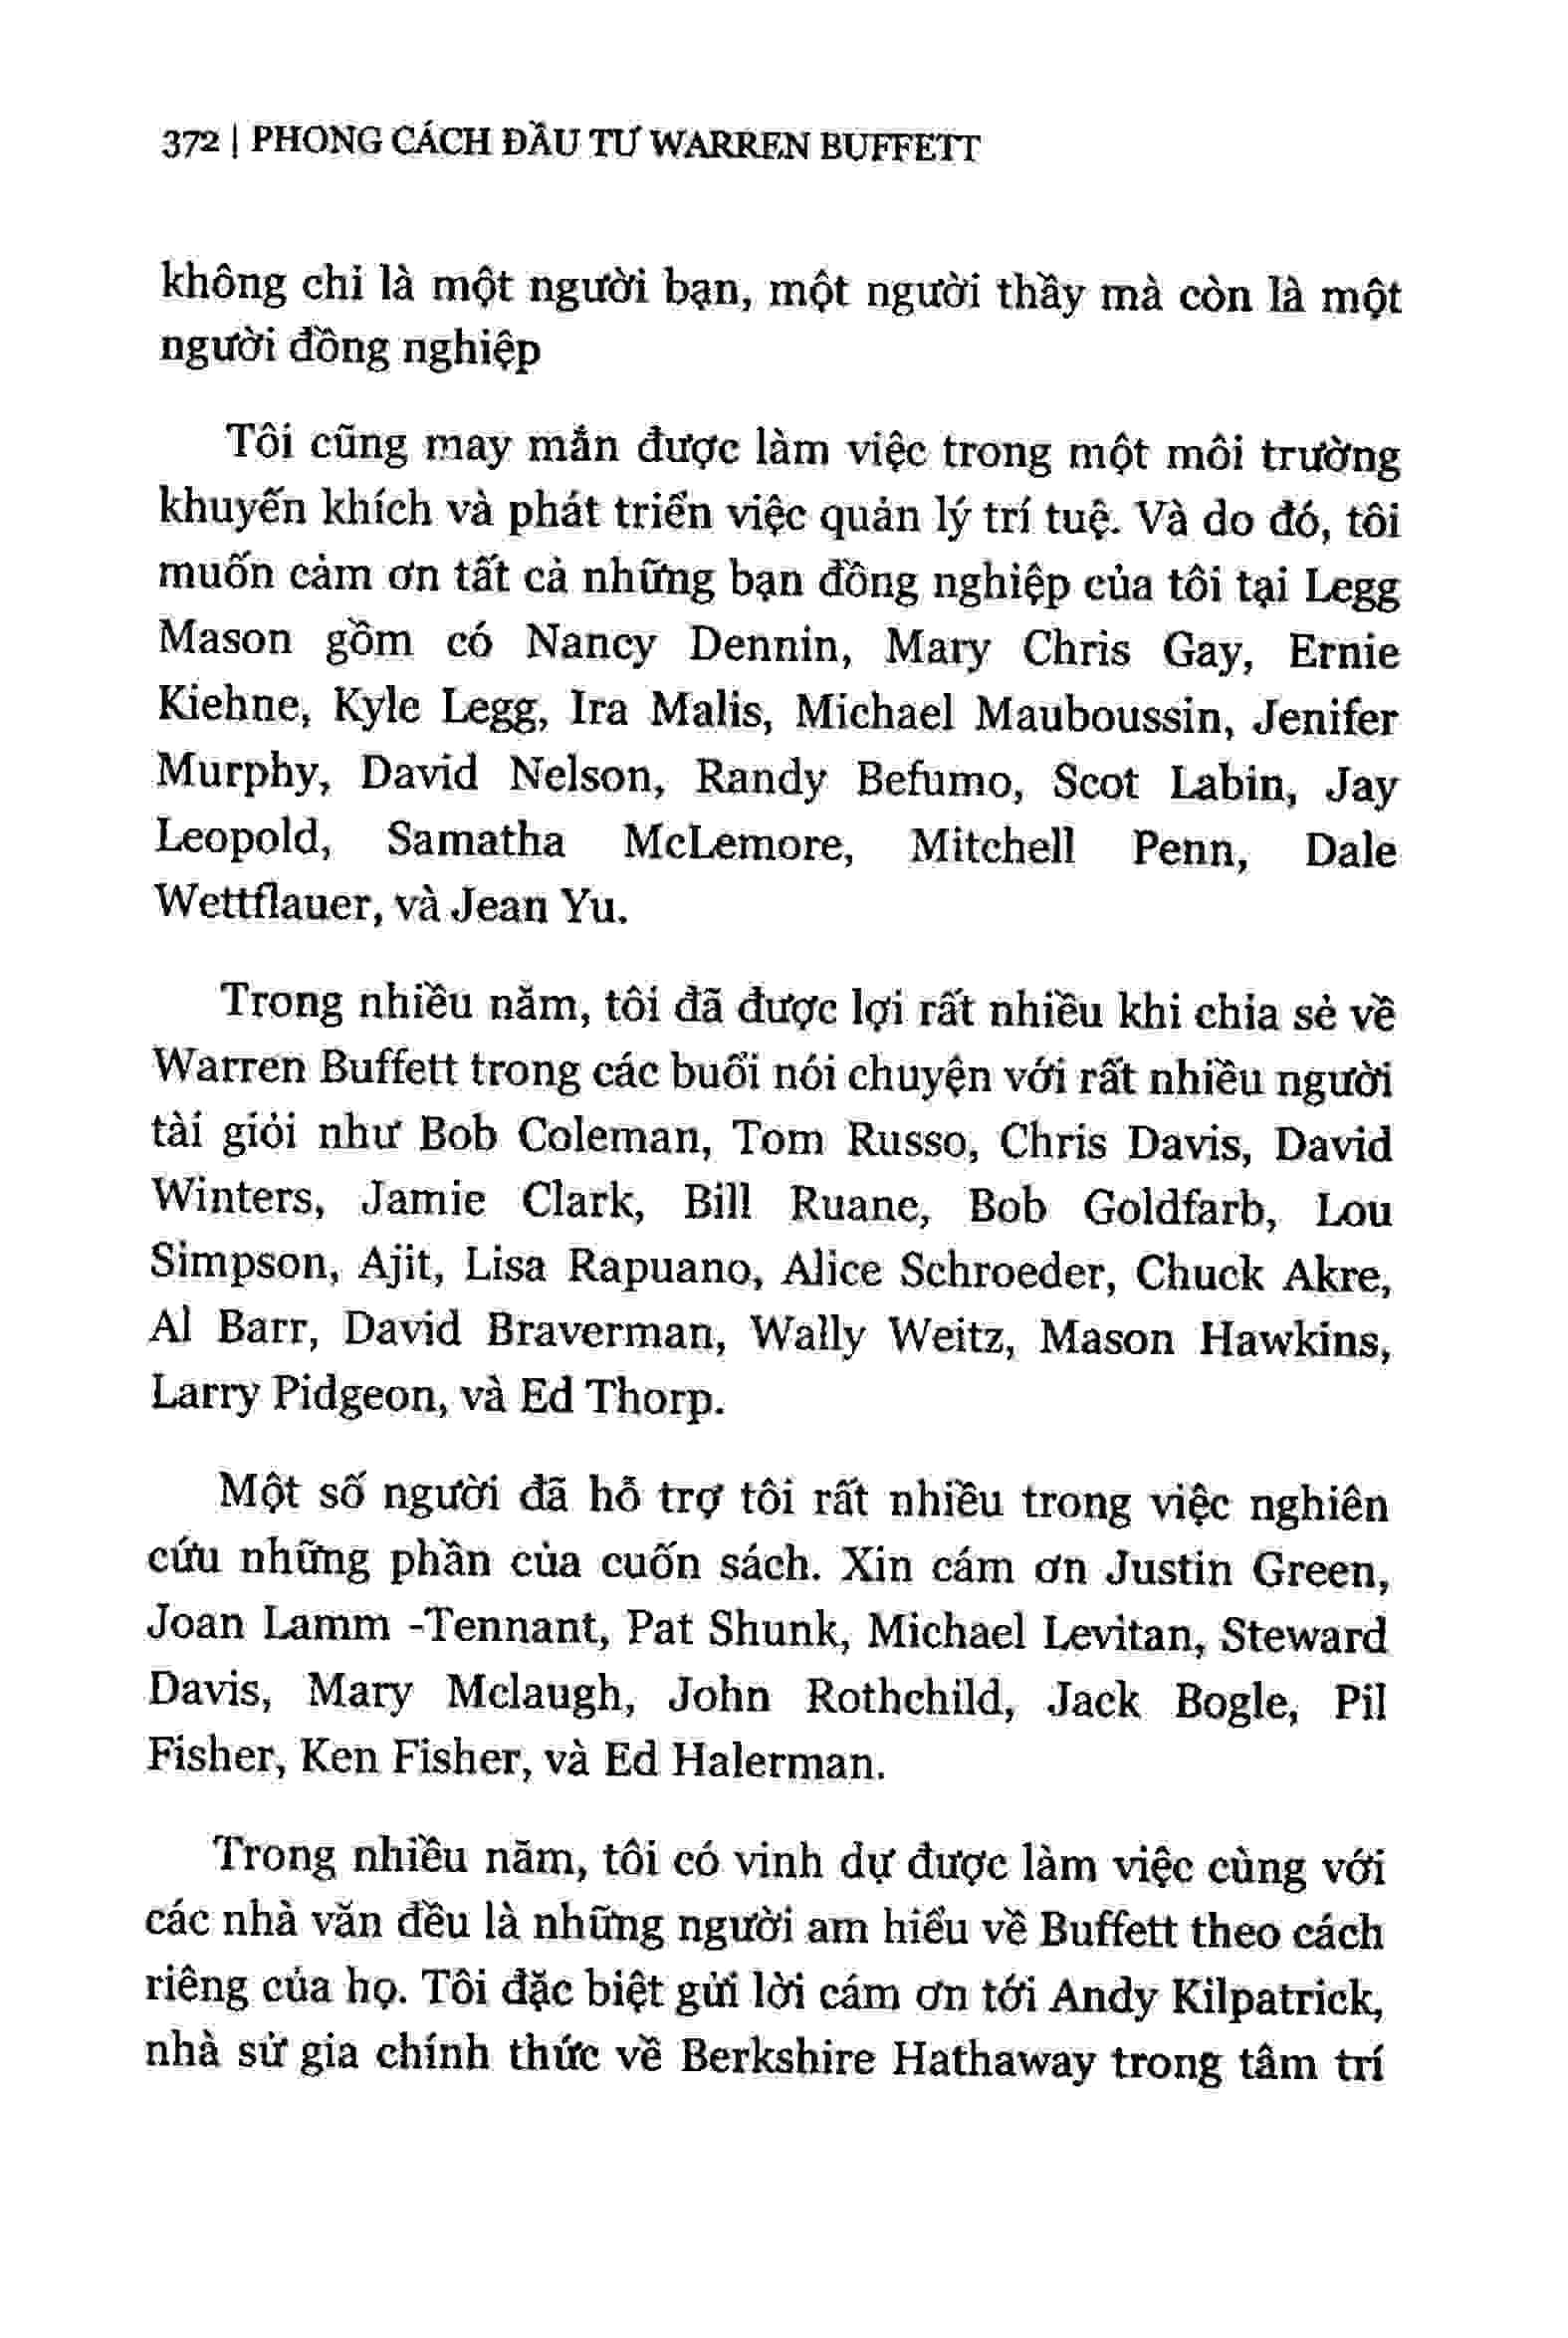 372 | PHONG CÁCH ĐẦU TƯ WARREN BUFFETT
không chỉ là một người bạn, một người thầy mà còn là một
người đồng nghiệp
Tôi cũng may mắn được làm việc trong một môi trường
khuyến khích và phát triển việc quản lý trí tuệ. Và do đó, tôi
muốn cảm ơn tất cả những bạn đồng nghiệp của tôi tại Legg
Mason gồm có Nancy Dennin, Mary Chris Gay, Ernie
Kiehne, Kyle Legg, Ira Malis, Michael Mauboussin, Jenifer
Murphy, David Nelson, Randy Befumo, Scot Labin, Jay
Leopold, Samatha McLemore, Mitchell Penn, Dale
Wettflauer, và Jean Yu.
Trong nhiều năm, tôi đã được lợi rất nhiều khi chia sẻ về
Warren Buffett trong các buổi nói chuyện với rất nhiều người
tài giỏi như Bob Coleman, Tom Russo, Chris Davis, David
Winters, Jamie Clark, Bill Ruane, Bob Goldfarb, Lou
Simpson, Ajit, Lisa Rapuano, Alice Schroeder, Chuck Akre,
Al Barr, David Braverman, Wally Weitz, Mason Hawkins,
Larry Pidgeon, và Ed Thorp.
Một số người đã hỗ trợ tôi rất nhiều trong việc nghiên
cứu những phần của cuốn sách. Xin cám ơn Justin Green,
Joan Lamm -Tennant, Pat Shunk, Michael Levitan, Steward
Davis, Mary Mclaugh, John Rothchild, Jack Bogle, Pil
Fisher, Ken Fisher, và Ed Halerman.
Trong nhiều năm, tôi có vinh dự được làm việc cùng với
các nhà văn đều là những người am hiểu về Buffett theo cách
riêng của họ. Tôi đặc biệt gửi lời cám ơn tới Andy Kilpatrick,
nhà sử gia chính thức về Berkshire Hathaway trong tâm trí